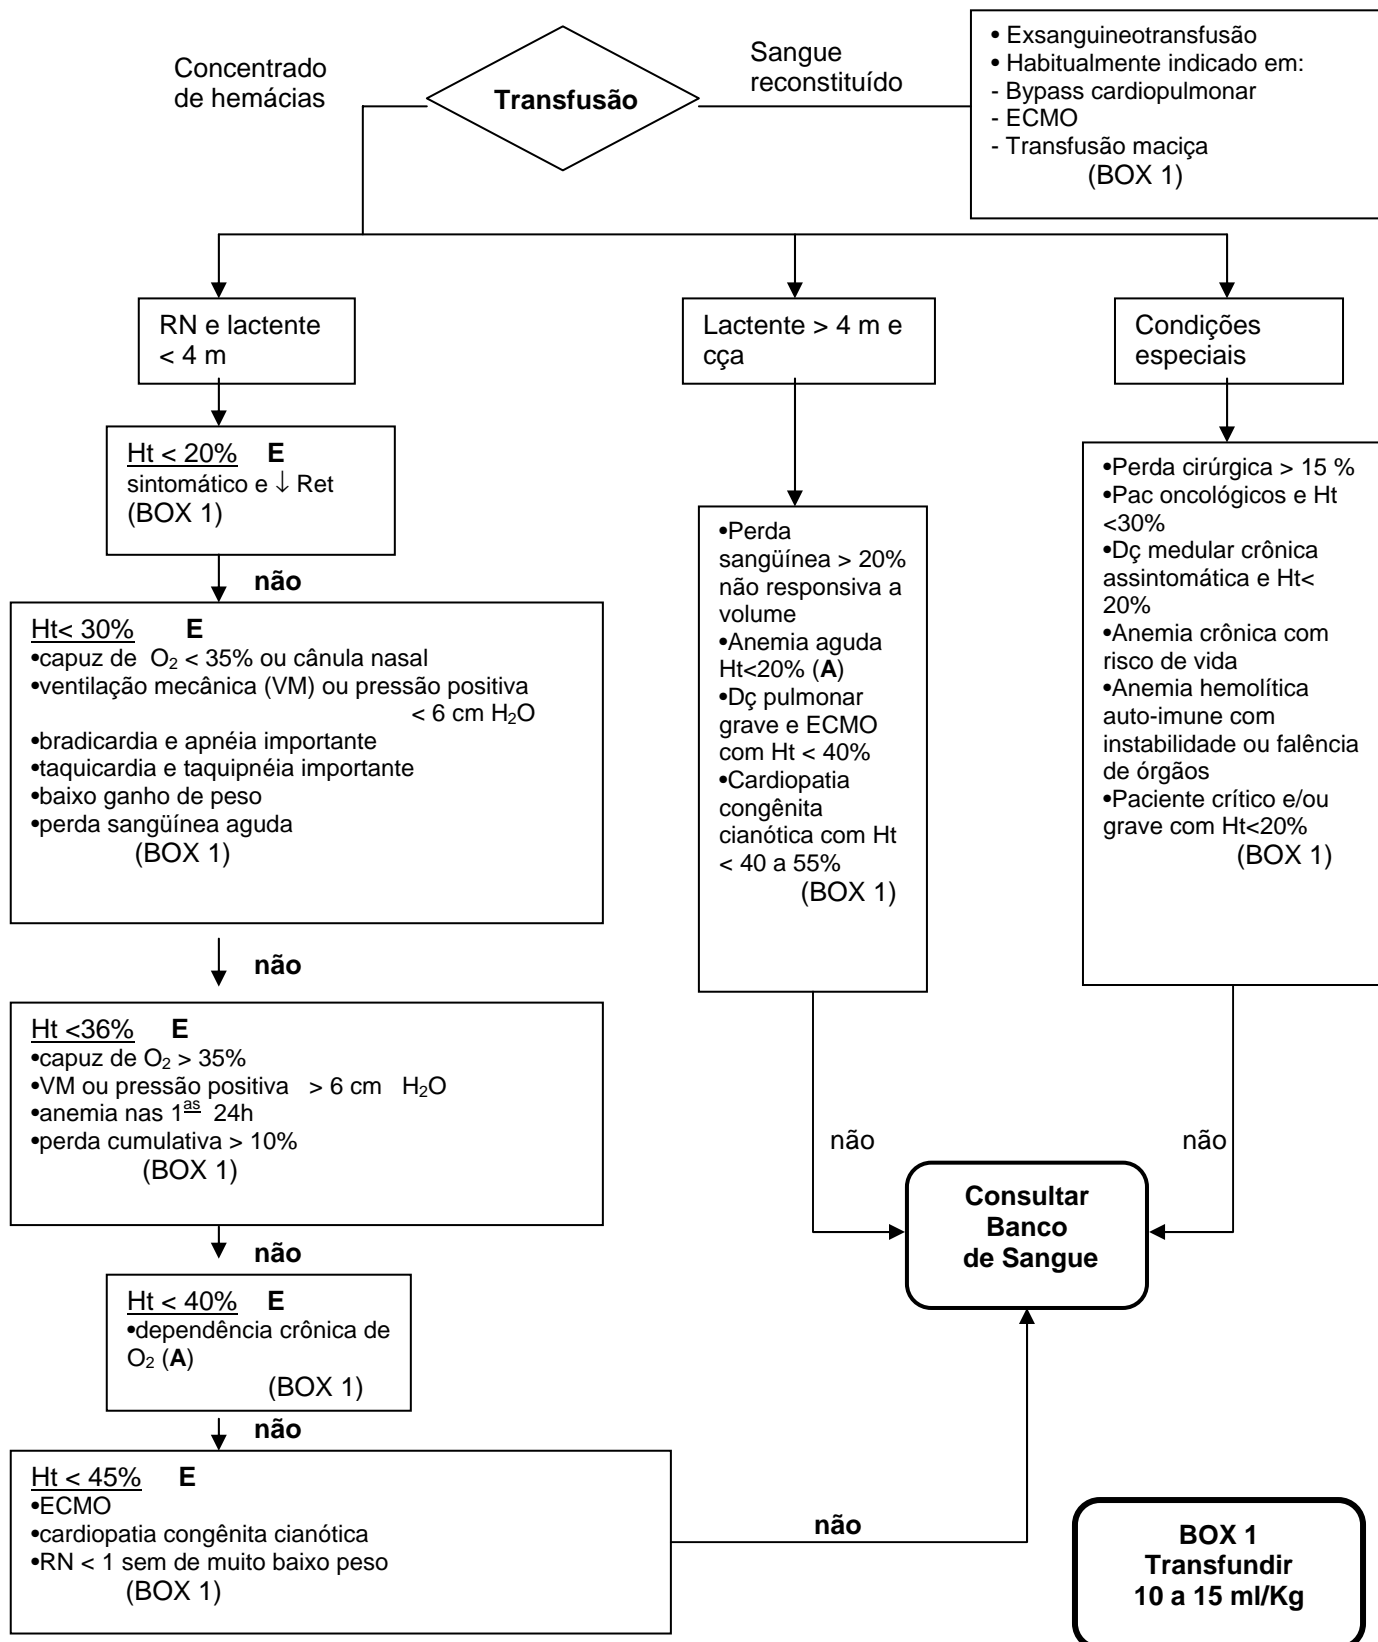 Concentrado
de hemácias
Transfusão
Sangue
reconstituído
• Exsanguineotransfusão
• Habitualmente indicado em:
- Bypass cardiopulmonar
- ECMO
- Transfusão maciça
(BOX 1)
RN e lactente
< 4 m
Lactente > 4 m e
cça
Condições
especiais
Ht < 20% E
sintomático e ↓ Ret
(BOX 1)
não
Ht< 30% E
•capuz de O₂ < 35% ou cânula nasal
•ventilação mecânica (VM) ou pressão positiva
< 6 cm H₂O
•bradicardia e apnéia importante
•taquicardia e taquipnéia importante
•baixo ganho de peso
•perda sangüínea aguda
(BOX 1)
não
Ht <36% E
•capuz de O₂ > 35%
•VM ou pressão positiva > 6 cm H₂O
•anemia nas 1as 24h
•perda cumulativa > 10%
(BOX 1)
não
Ht < 40% E
•dependência crônica de
O₂ (A)
(BOX 1)
não
Ht < 45% E
•ECMO
•cardiopatia congênita cianótica
•RN < 1 sem de muito baixo peso
(BOX 1)
não
•Perda
sangüínea > 20%
não responsiva a
volume
•Anemia aguda
Ht<20% (A)
•Dç pulmonar
grave e ECMO
com Ht < 40%
•Cardiopatia
congênita
cianótica com Ht
< 40 a 55%
(BOX 1)
não
•Perda cirúrgica > 15 %
•Pac oncológicos e Ht
<30%
•Dç medular crônica
assintomática e Ht<
20%
•Anemia crônica com
risco de vida
•Anemia hemolítica
auto-imune com
instabilidade ou falência
de órgãos
•Paciente crítico e/ou
grave com Ht<20%
(BOX 1)
não
Consultar
Banco
de Sangue
BOX 1
Transfundir
10 a 15 ml/Kg